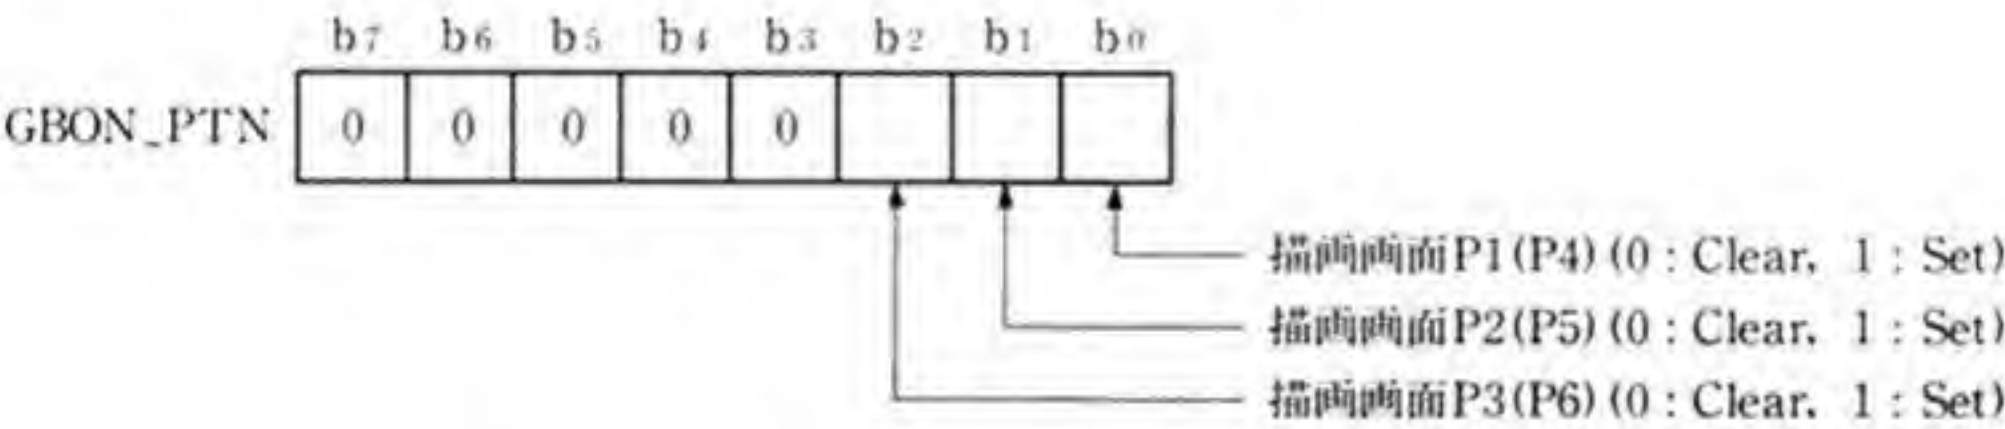 b7 b6 b5 b4 b3 b2 b1 b0
GBON_PTN 0 0 0 0 0
描画画面P1(P4)(0:Clear, 1:Set)
描画画面P2(P5)(0:Clear, 1:Set)
描画画面P3(P6)(0:Clear, 1:Set)